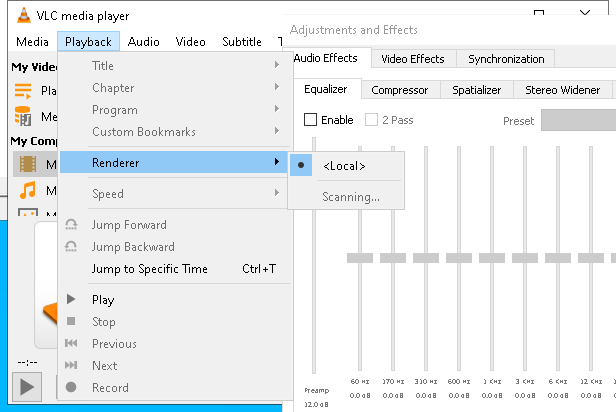 VLC media player
Media Playback Audio Video Subtitle T
Adjustments and Effects
Audio Effects Video Effects Synchronization
Equalizer Compressor Spatializer Stereo Widener
Enable 2 Pass Preset
My Video
Pla
Me
My Comp
M
M
M
Title
Chapter
Program
Custom Bookmarks
Renderer
<Local>
Scanning...
Speed
Jump Forward
Jump Backward
Jump to Specific Time Ctrl+T
Play
Stop
Previous
Next
Record
--:--
Preamp
12.0 dB
60 Hz 170 Hz 310 Hz 600 Hz 1 KHz 3 KHz 6 KHz 12 KHz
0.0 dB 0.0 dB 0.0 dB 0.0 dB 0.0 dB 0.0 dB 0.0 dB 0.0 dB